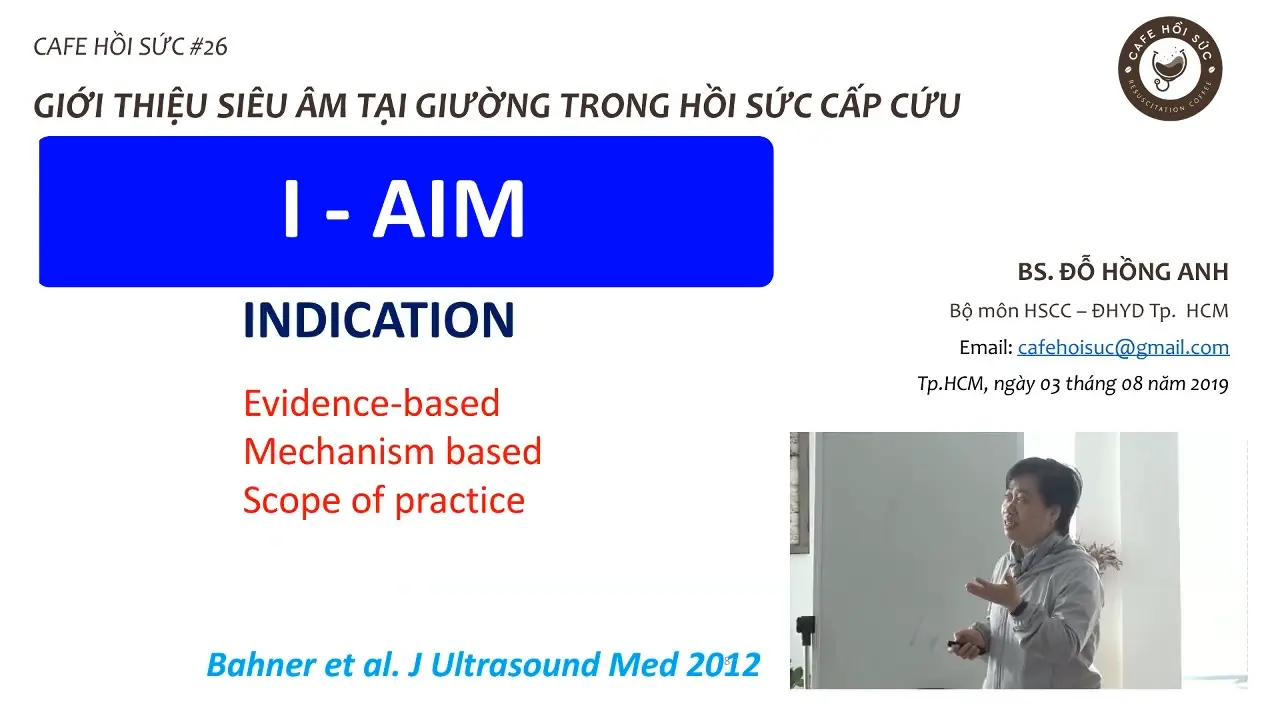 CAFE HỒI SỨC #26
GIỚI THIỆU SIÊU ÂM TẠI GIƯỜNG TRONG HỒI SỨC CẤP CỨU
CAFE HỒI SỨC
RESUSCITATION COFFEE
I - AIM
INDICATION
Evidence-based
Mechanism based
Scope of practice
Bahner et al. J Ultrasound Med 2012
BS. ĐỖ HỒNG ANH
Bộ môn HSCC – ĐHYD Tp. HCM
Email: cafehoisuc@gmail.com
Tp.HCM, ngày 03 tháng 08 năm 2019